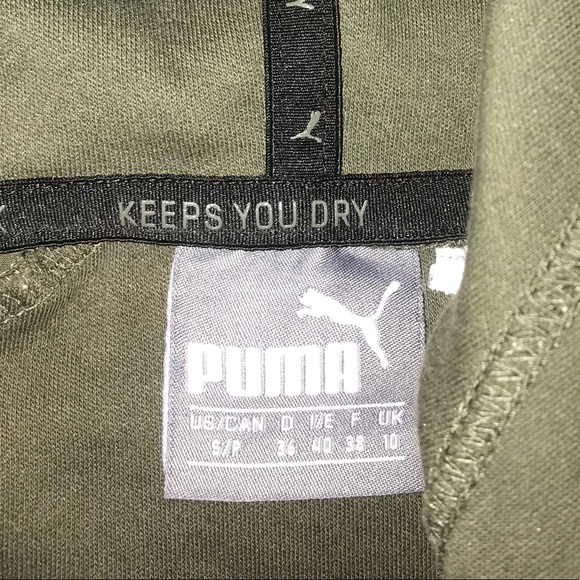 KEEPS YOU DRY
PUMA
US/CAN D I/E F UK
S/P 36 40 38 10